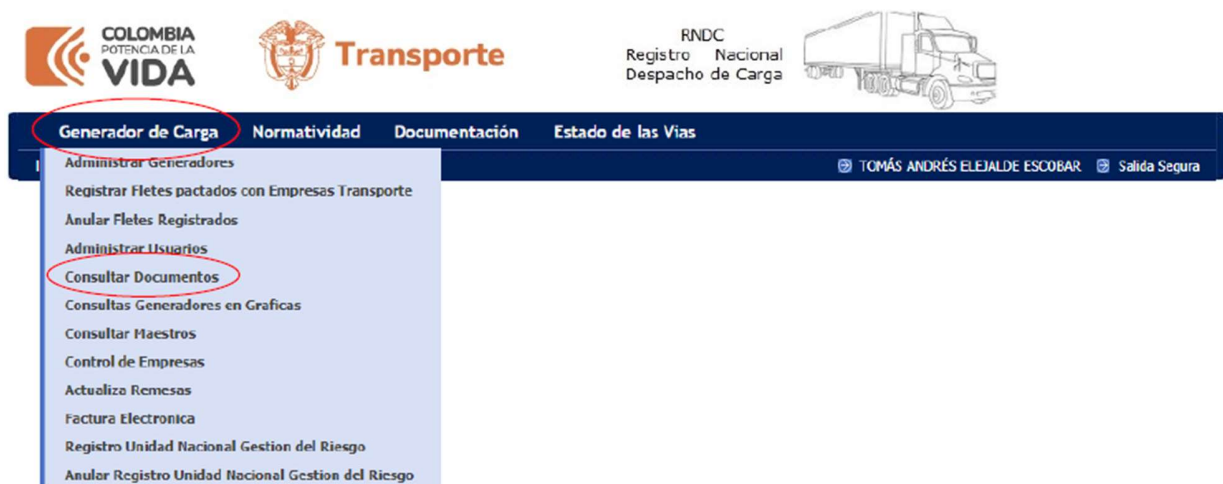 COLOMBIA
POTENCIA DE LA
VIDA
Transporte
RNDC
Registro Nacional
Despacho de Carga
Generador de Carga Normatividad Documentación Estado de las Vias
TOMÁS ANDRÉS ELEJALDE ESCOBAR Salida Segura
Administrar Generadores
Registrar Fletes pactados con Empresas Transporte
Anular Fletes Registrados
Administrar Usuarios
Consultar Documentos
Consultas Generadores en Graficas
Consultar Maestros
Control de Empresas
Actualiza Remesas
Factura Electronica
Registro Unidad Nacional Gestion del Riesgo
Anular Registro Unidad Nacional Gestion del Riesgo